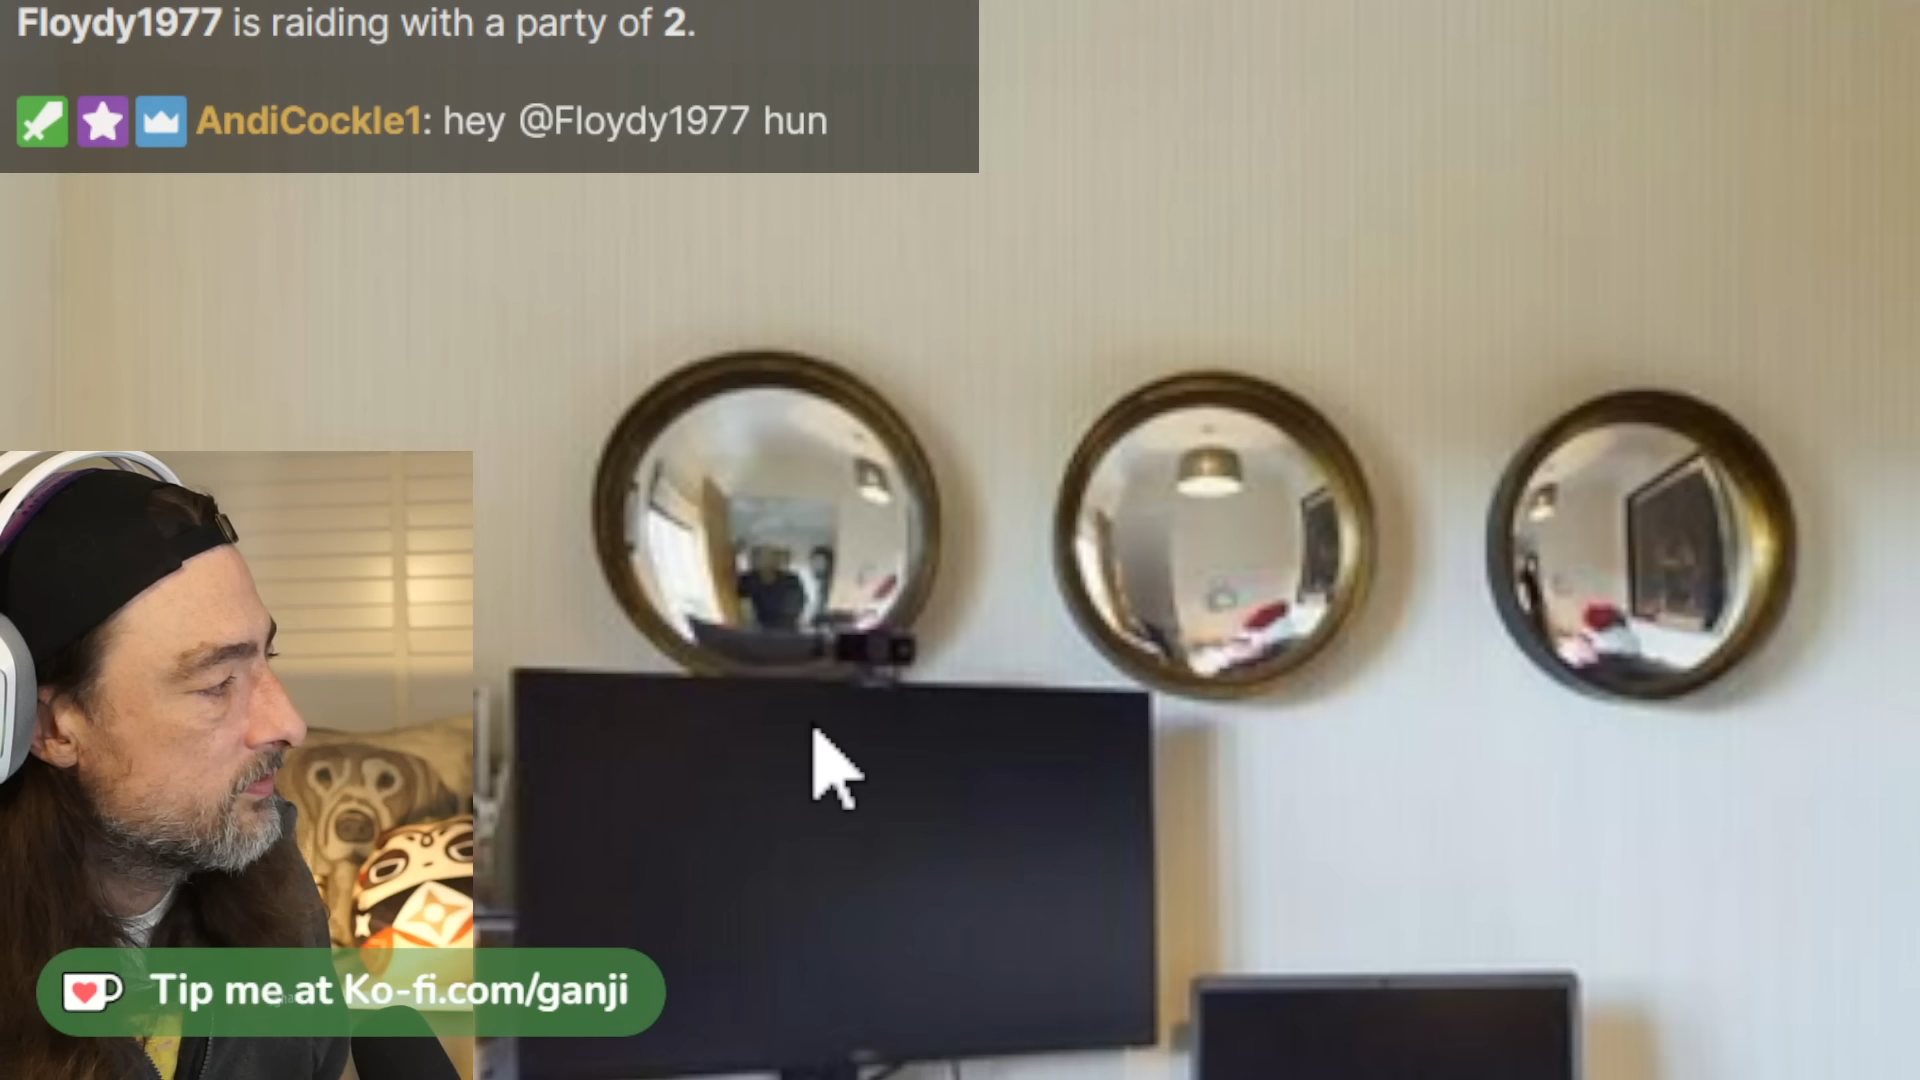 Floydy1977 is raiding with a party of 2.
AndiCockle1: hey @Floydy1977 hun
Tip me at Ko-fi.com/ganji